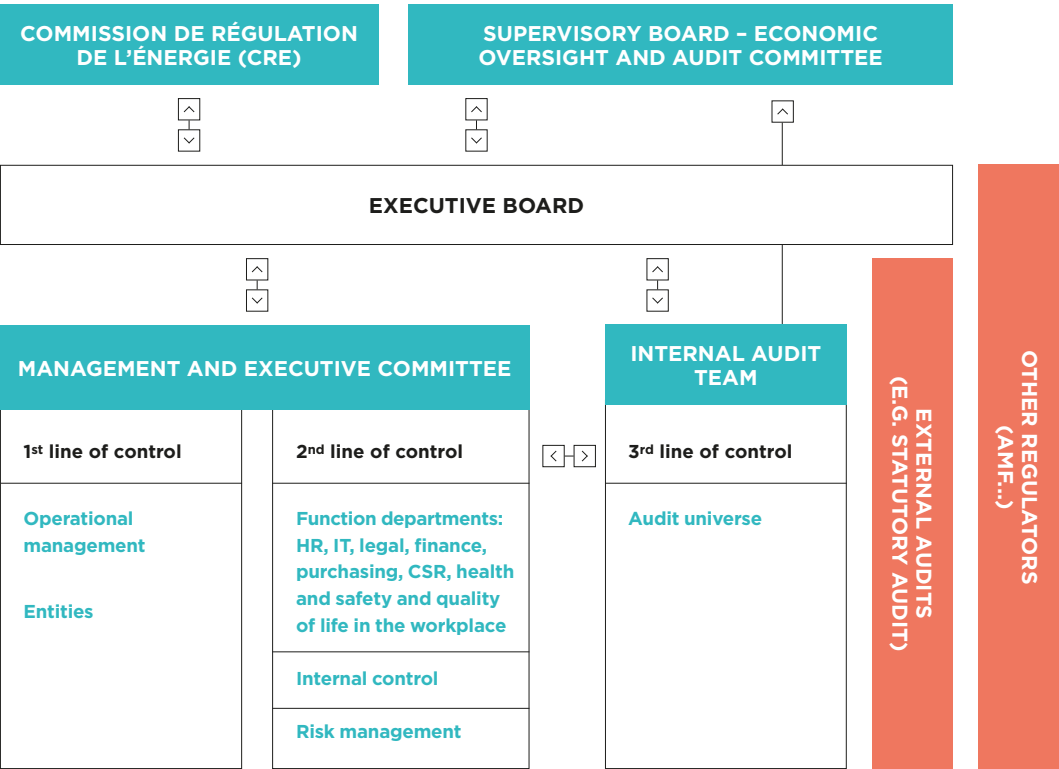 COMMISSION DE RÉGULATION
DE L’ÉNERGIE (CRE)
SUPERVISORY BOARD – ECONOMIC
OVERSIGHT AND AUDIT COMMITTEE
EXECUTIVE BOARD
MANAGEMENT AND EXECUTIVE COMMITTEE
1st line of control
Operational
management
Entities
2nd line of control
Function departments:
HR, IT, legal, finance,
purchasing, CSR, health
and safety and quality
of life in the workplace
Internal control
Risk management
INTERNAL AUDIT
TEAM
3rd line of control
Audit universe
EXTERNAL AUDITS
(E.G. STATUTORY AUDIT)
OTHER REGULATORS
(AMF...)